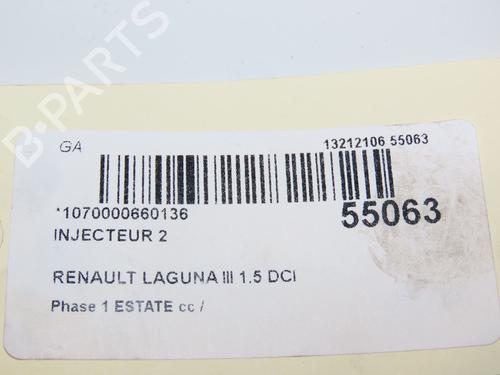 B-PARTS
GA
13212106 55063
*1070000660136
55063
INJECTEUR 2
RENAULT LAGUNA III 1.5 DCI
Phase 1 ESTATE cc /